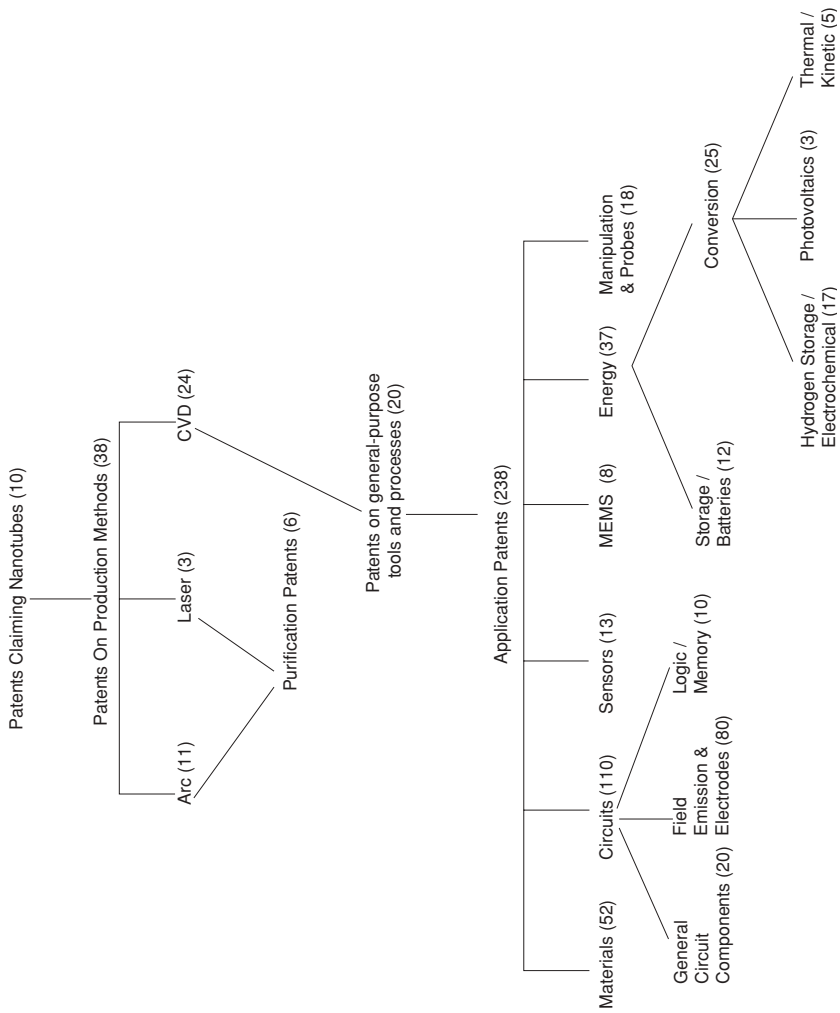 Patents Claiming Nanotubes (10)
Patents On Production Methods (38)
Arc (11)
Laser (3)
CVD (24)
Purification Patents (6)
Patents on general-purpose
tools and processes (20)
Application Patents (238)
Materials (52)
Circuits (110)
Sensors (13)
MEMS (8)
Energy (37)
Manipulation
& Probes (18)
General
Circuit
Components (20)
Field
Emission &
Electrodes (80)
Logic /
Memory (10)
Storage /
Batteries (12)
Conversion (25)
Hydrogen Storage /
Electrochemical (17)
Photovoltaics (3)
Thermal /
Kinetic (5)